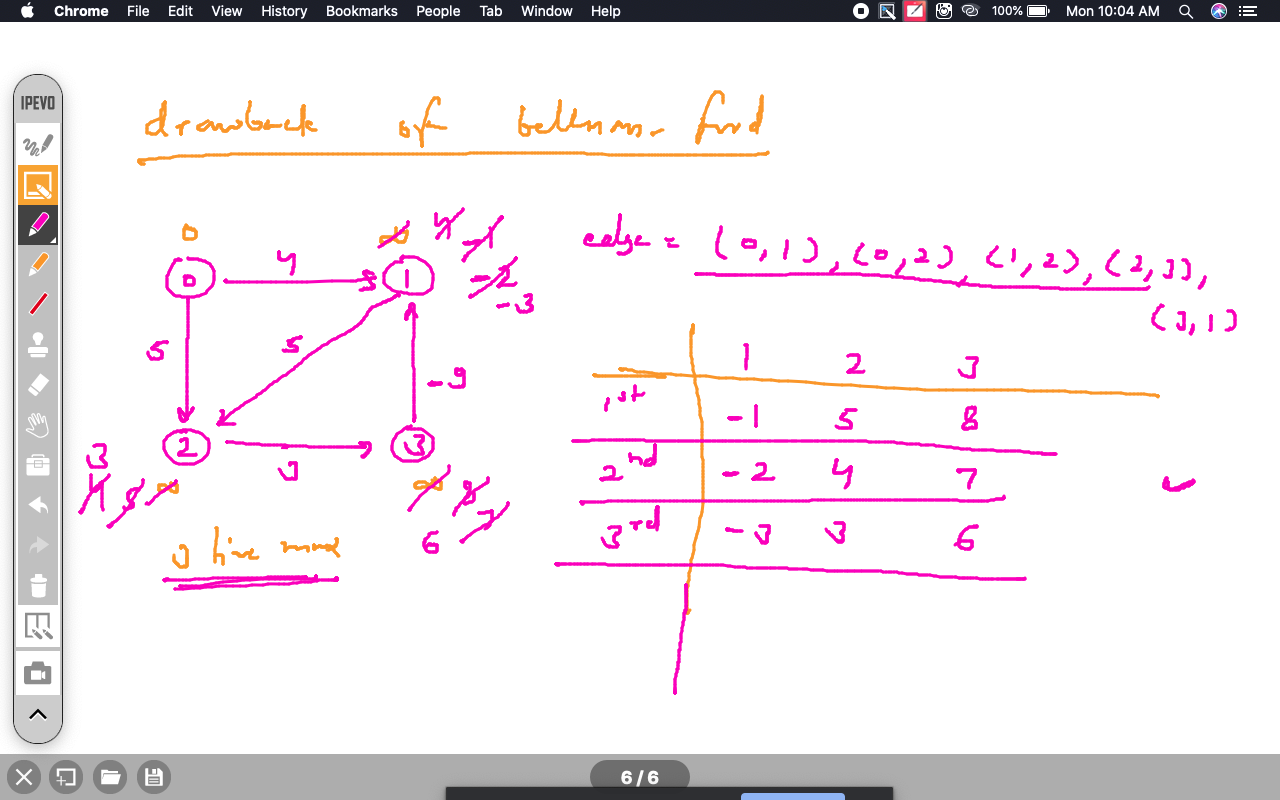 Chrome File Edit View History Bookmarks People Tab Window Help 100% Mon 10:04 AM
IPEVO
drawback of bellman-ford
edge = (0,1), (0,2), (1,2), (2,3),
(3,1)
0 ∞ 4 -1
0 4 1 -2
-3
5 5 -9
2 3 3
3
4 5 ∞ ∞ 8
7
6
3 time max
1 2 3
1st -1 5 8
2nd -2 4 7
3rd -3 3 6
6 / 6